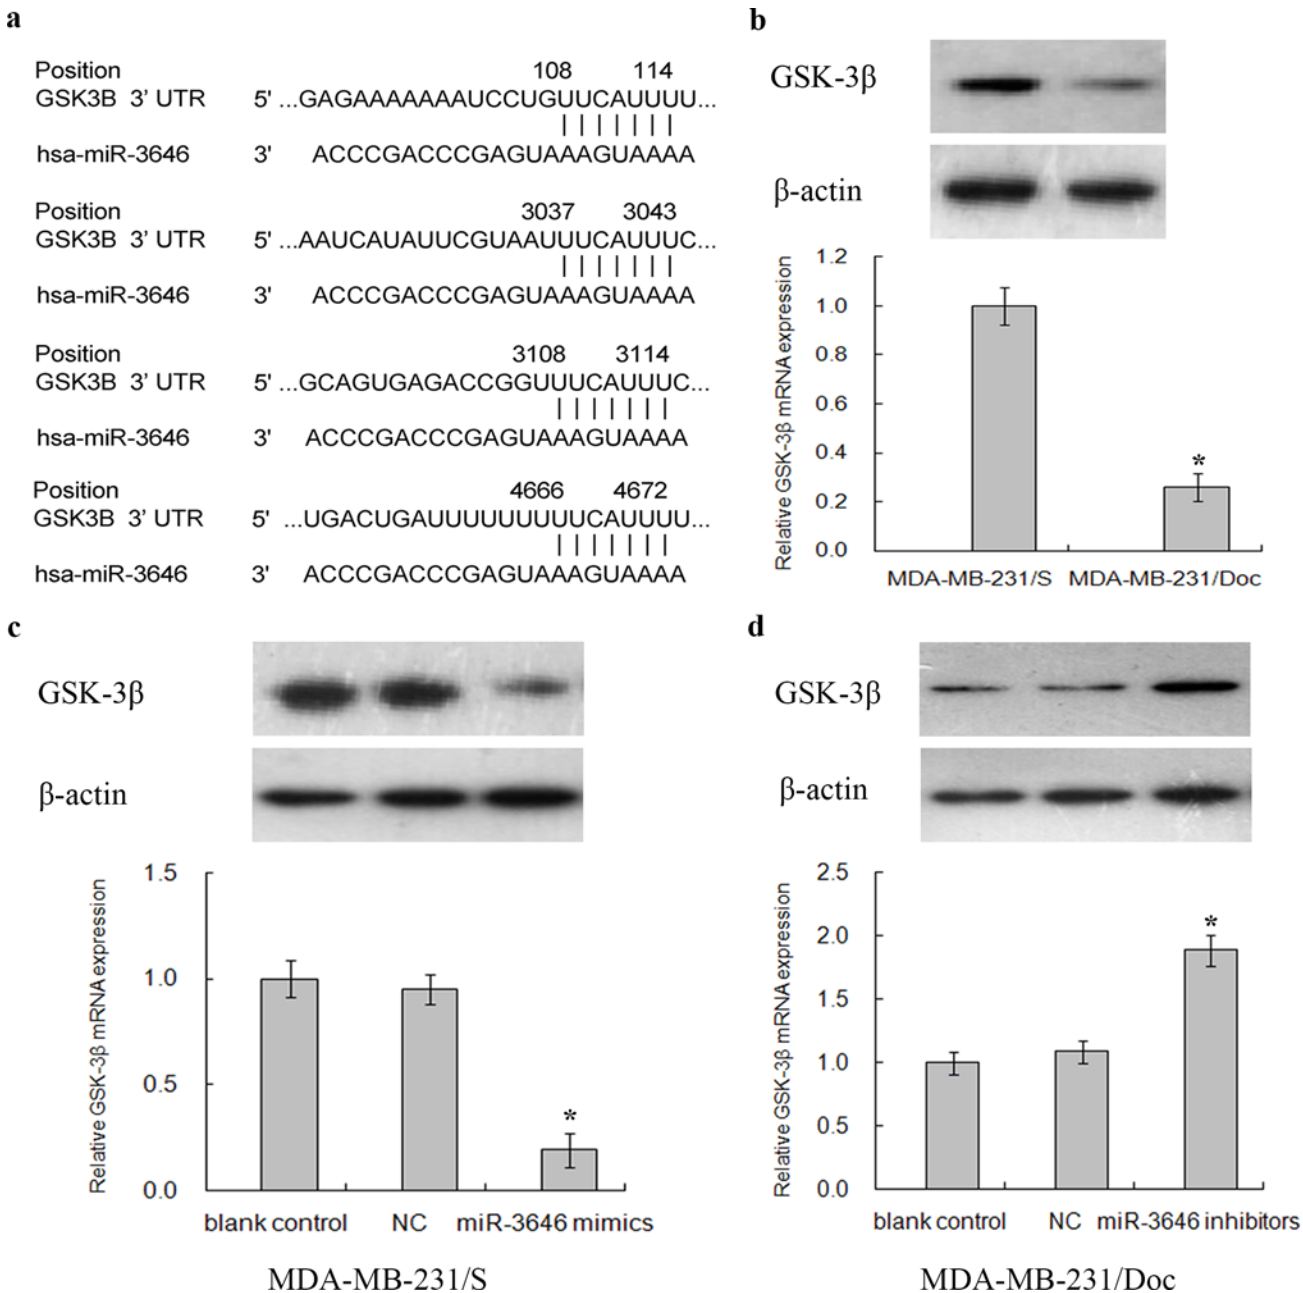 a
Position 108 114
GSK3B 3' UTR 5' ...GAGAAAAAAAUCCUGUUCAUUUU...
hsa-miR-3646 3' ACCCGACCCGAGUAAAGUAAAA
Position 3037 3043
GSK3B 3' UTR 5' ...AAUCAUAUUCGUAAUUUCAUUUC...
hsa-miR-3646 3' ACCCGACCCGAGUAAAGUAAAA
Position 3108 3114
GSK3B 3' UTR 5' ...GCAGUGAGACCGGUUUUCAUUUC...
hsa-miR-3646 3' ACCCGACCCGAGUAAAGUAAAA
Position 4666 4672
GSK3B 3' UTR 5' ...UGACUGAUUUUUUUUUUCAUUUU...
hsa-miR-3646 3' ACCCGACCCGAGUAAAGUAAAA
b
GSK-3β
β-actin
Relative GSK-3β mRNA expression
1.2
1.0
0.8
0.6
0.4
0.2
0.0
*
MDA-MB-231/S MDA-MB-231/Doc
c
GSK-3β
β-actin
Relative GSK-3β mRNA expression
1.5
1.0
0.5
0.0
*
blank control NC miR-3646 mimics
MDA-MB-231/S
d
GSK-3β
β-actin
Relative GSK-3β mRNA expression
2.5
2.0
1.5
1.0
0.5
0.0
*
blank control NC miR-3646 inhibitors
MDA-MB-231/Doc